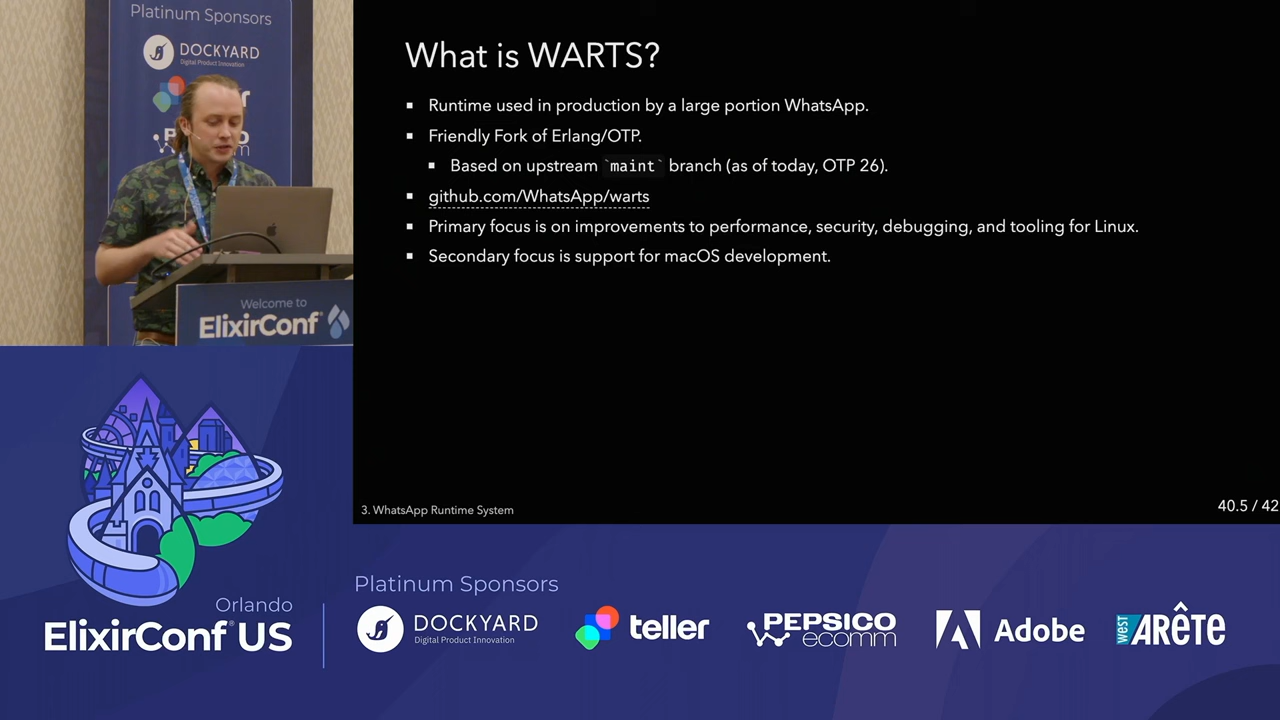 Platinum Sponsors
DOCKYARD
Digital Product Innovation
PEPSICO
Welcome to
ElixirConf
What is WARTS?
Runtime used in production by a large portion WhatsApp.
Friendly Fork of Erlang/OTP.
Based on upstream `maint` branch (as of today, OTP 26).
github.com/WhatsApp/warts
Primary focus is on improvements to performance, security, debugging, and tooling for Linux.
Secondary focus is support for macOS development.
3. WhatsApp Runtime System
40.5 / 42
Orlando
ElixirConf® US
Platinum Sponsors
DOCKYARD
Digital Product Innovation
teller
PEPSICO
ecomm
Adobe
west ARÊTE